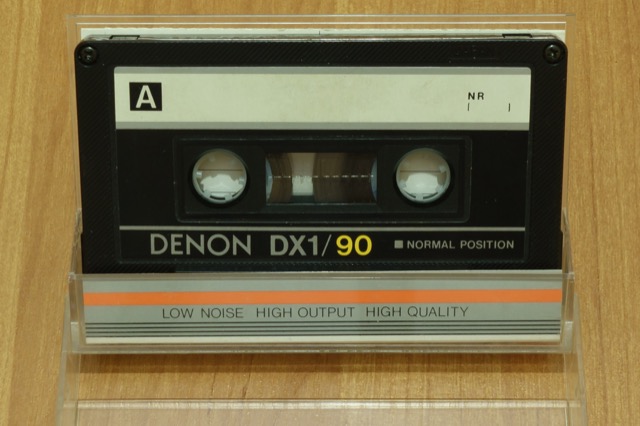 A
NR
DENON DX1/90 NORMAL POSITION
LOW NOISE HIGH OUTPUT HIGH QUALITY